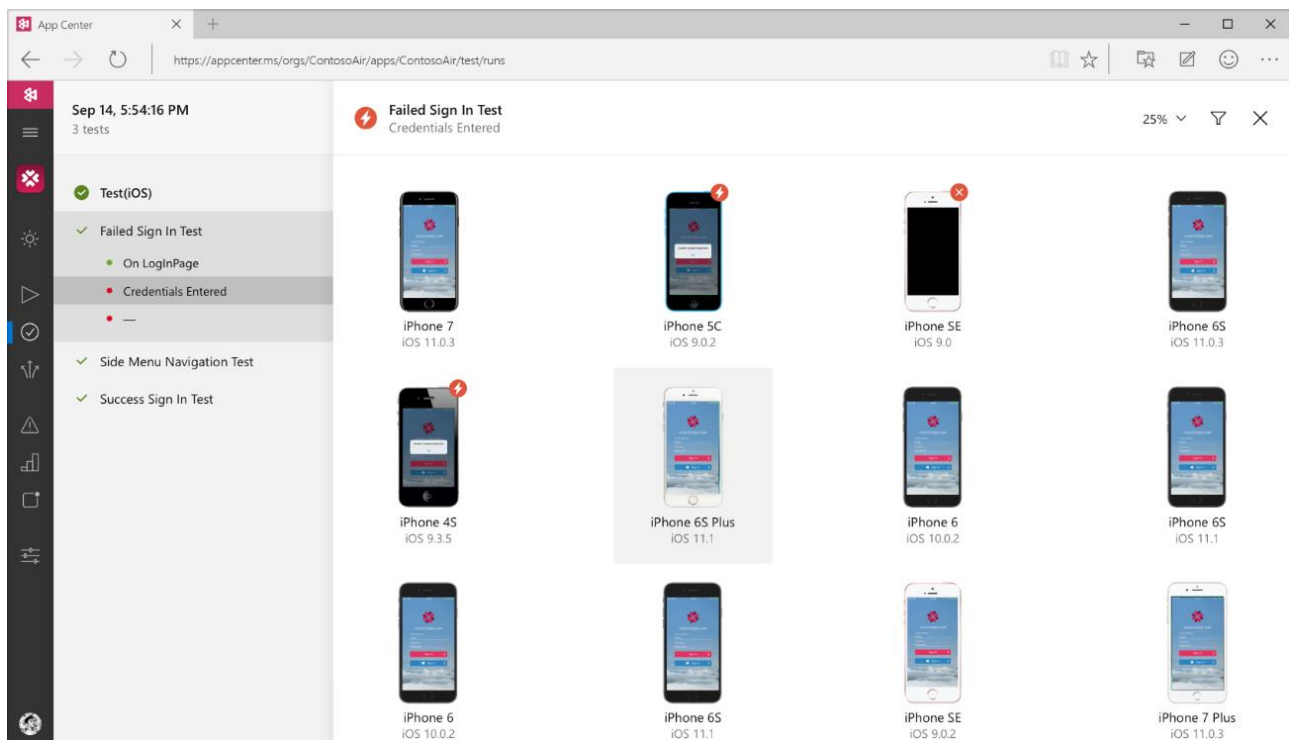 App Center
https://appcenter.ms/orgs/ContosoAir/apps/ContosoAir/test/runs
Sep 14, 5:54:16 PM
3 tests
Test(iOS)
Failed Sign In Test
On LogInPage
Credentials Entered
—
Side Menu Navigation Test
Success Sign In Test
Failed Sign In Test
Credentials Entered
25%
iPhone 7
iOS 11.0.3
iPhone 5C
iOS 9.0.2
iPhone SE
iOS 9.0
iPhone 6S
iOS 11.0.3
iPhone 4S
iOS 9.3.5
iPhone 6S Plus
iOS 11.1
iPhone 6
iOS 10.0.2
iPhone 6S
iOS 11.1
iPhone 6
iOS 10.0.2
iPhone 6S
iOS 11.1
iPhone SE
iOS 9.0.2
iPhone 7 Plus
iOS 11.0.3